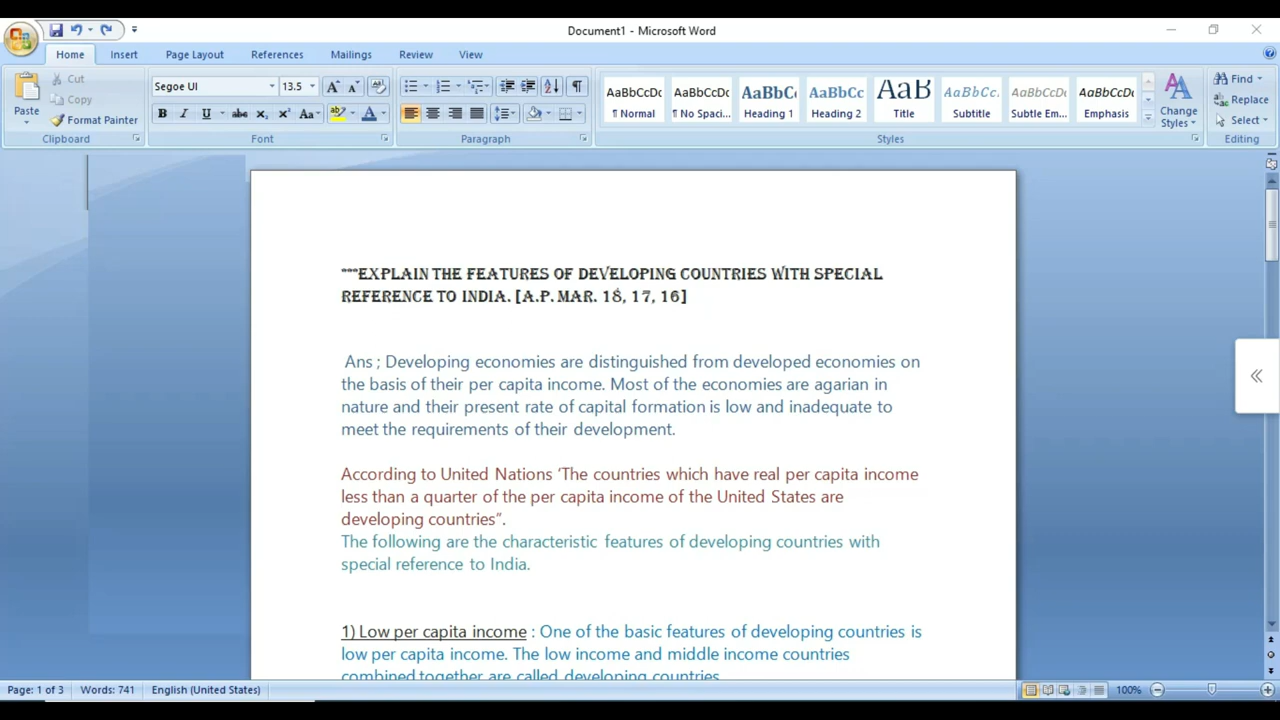 Document1 - Microsoft Word
Home Insert Page Layout References Mailings Review View
Paste
Cut
Copy
Format Painter
Clipboard
Segoe UI 13.5
Font
Paragraph
AaBbCcDc AaBbCcDc AaBbCc AaBbCc AaB AaBbCc. AaBbCcDc AaBbCcDc
¶ Normal ¶ No Spaci... Heading 1 Heading 2 Title Subtitle Subtle Em... Emphasis
Change Styles
Styles
Find
Replace
Select
Editing
***EXPLAIN THE FEATURES OF DEVELOPING COUNTRIES WITH SPECIAL
REFERENCE TO INDIA. [A.P. MAR. 18, 17, 16]
Ans ; Developing economies are distinguished from developed economies on
the basis of their per capita income. Most of the economies are agarian in
nature and their present rate of capital formation is low and inadequate to
meet the requirements of their development.
According to United Nations ‘The countries which have real per capita income
less than a quarter of the per capita income of the United States are
developing countries”.
The following are the characteristic features of developing countries with
special reference to India.
1) Low per capita income : One of the basic features of developing countries is
low per capita income. The low income and middle income countries
combined together are called developing countries
Page: 1 of 3 Words: 741 English (United States) 100%